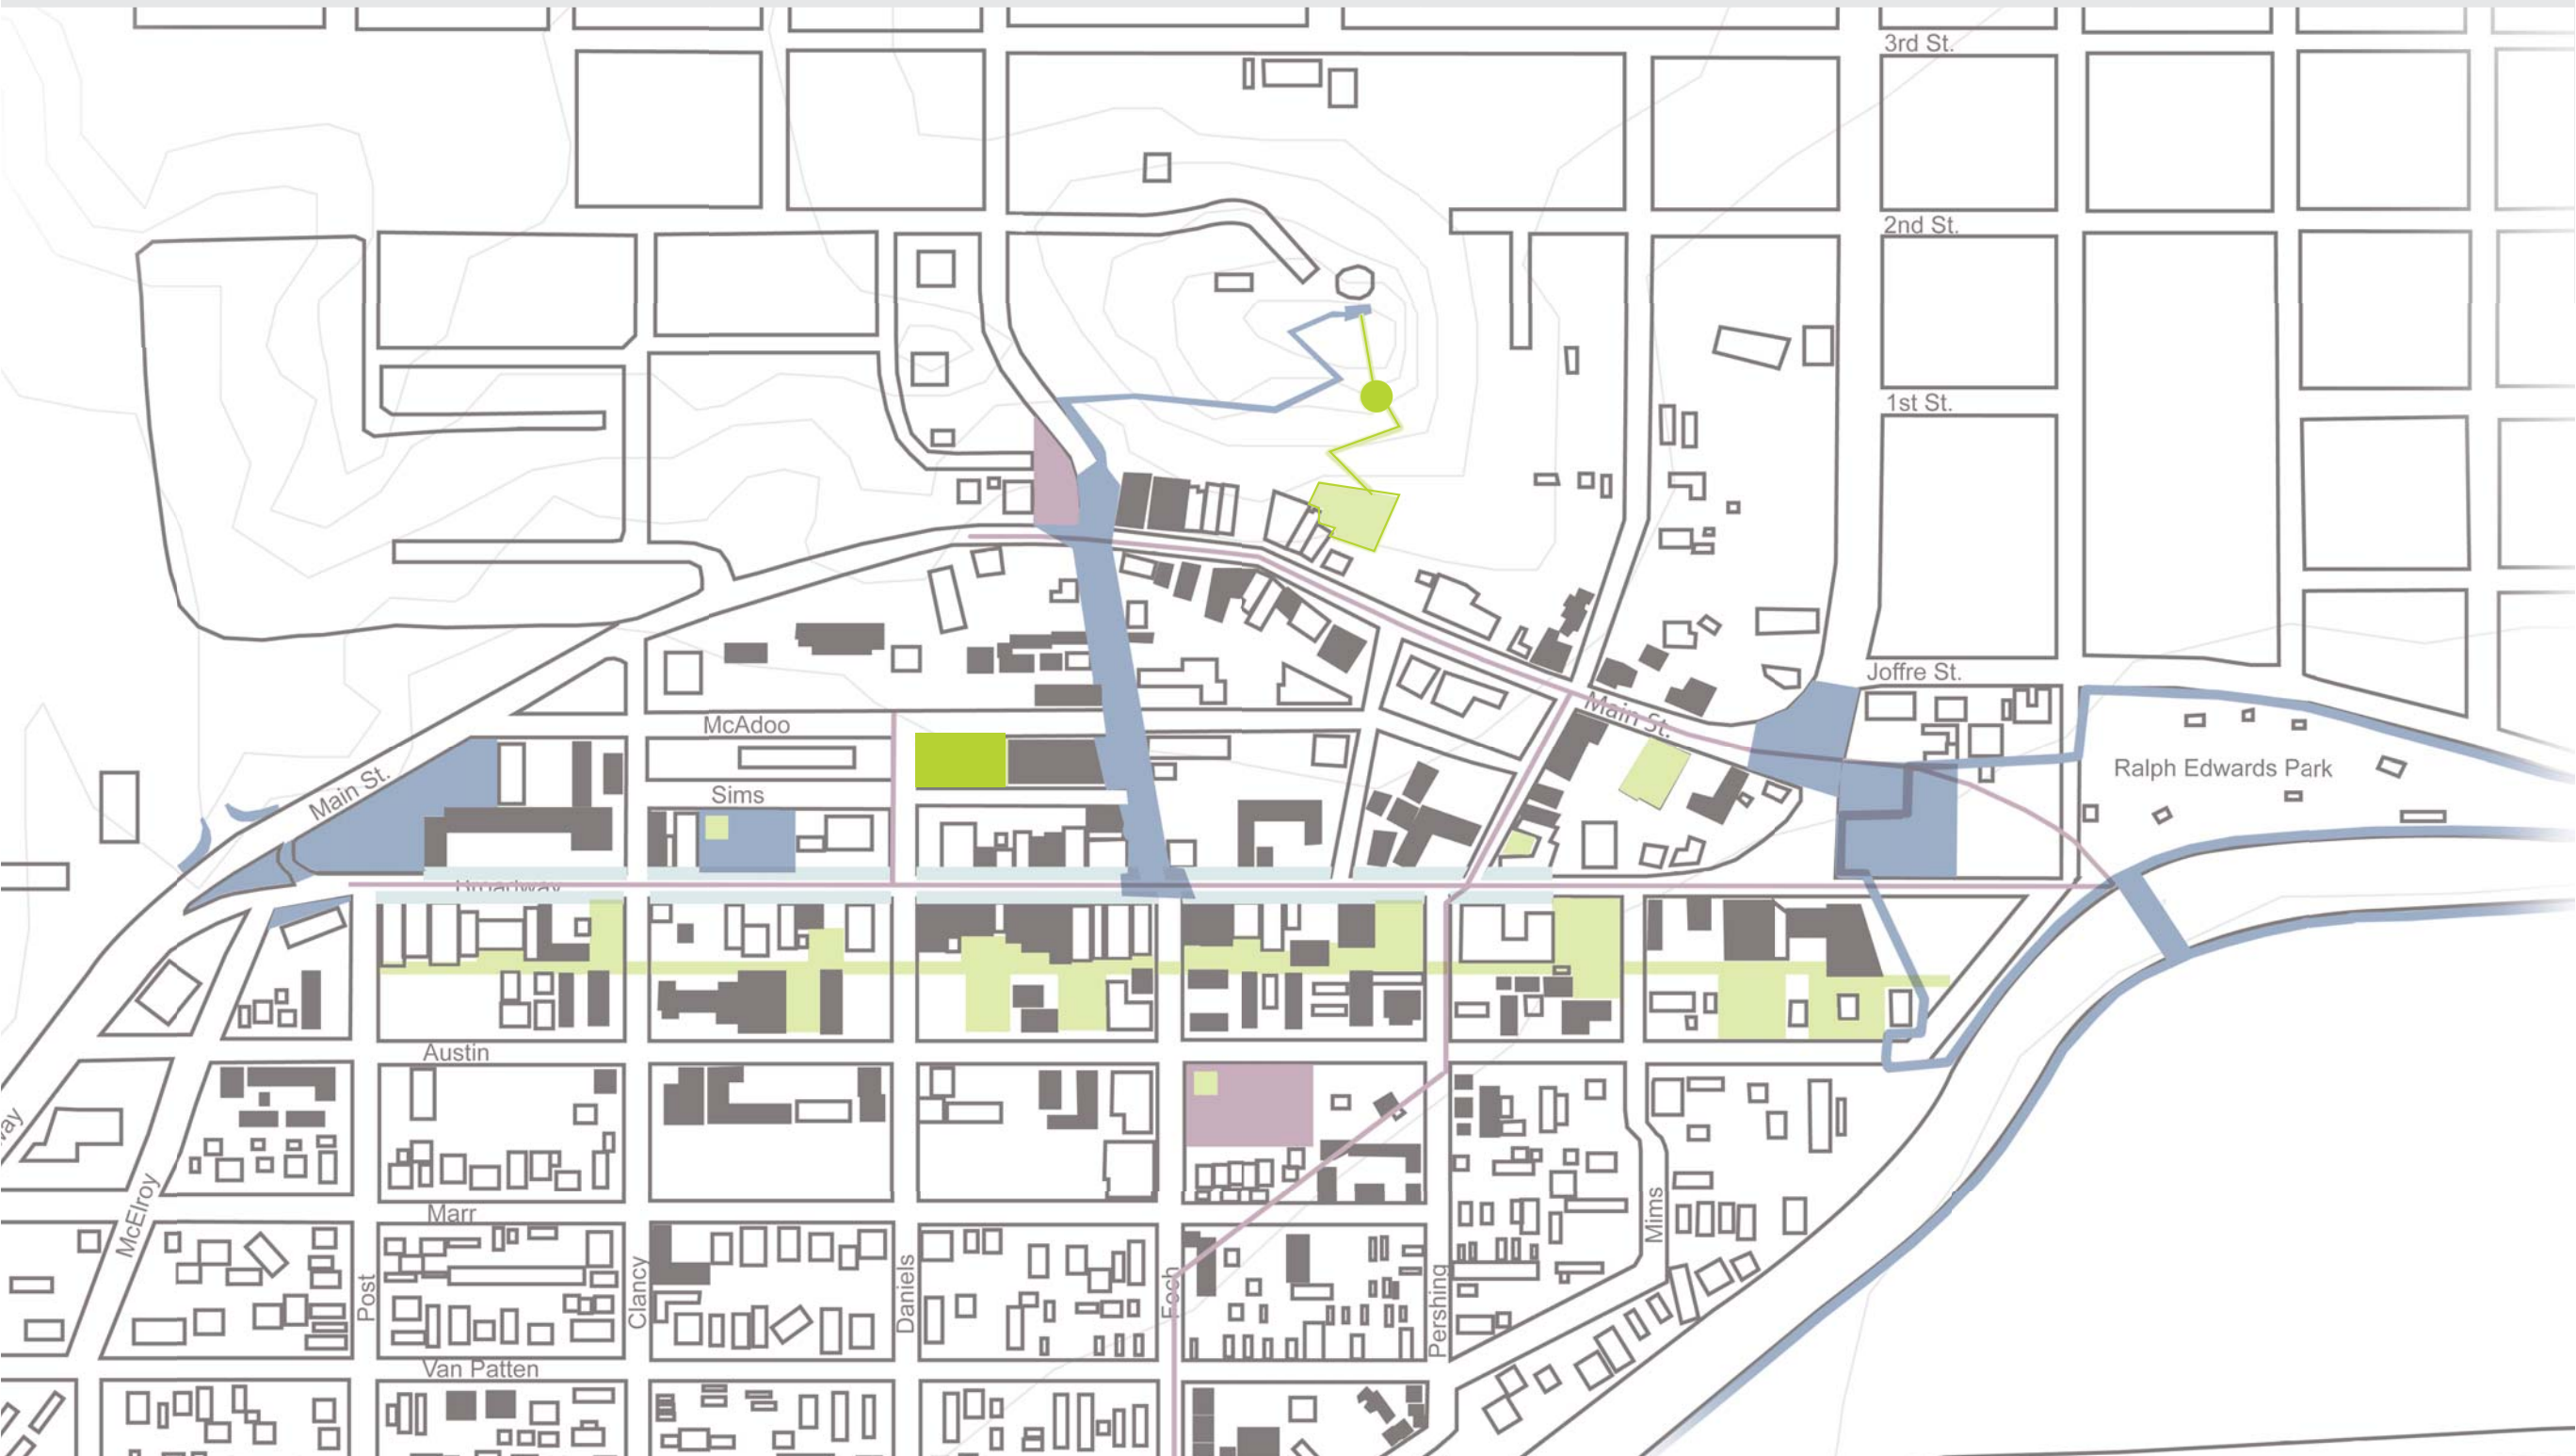 3rd St.
2nd St.
1st St.
Joffre St.
Main St.
McAdoo
Ralph Edwards Park
Main St.
Sims
Broadway
Austin
McElroy
Marr
Mims
Post
Clancy
Daniels
Foch
Pershing
Van Patten